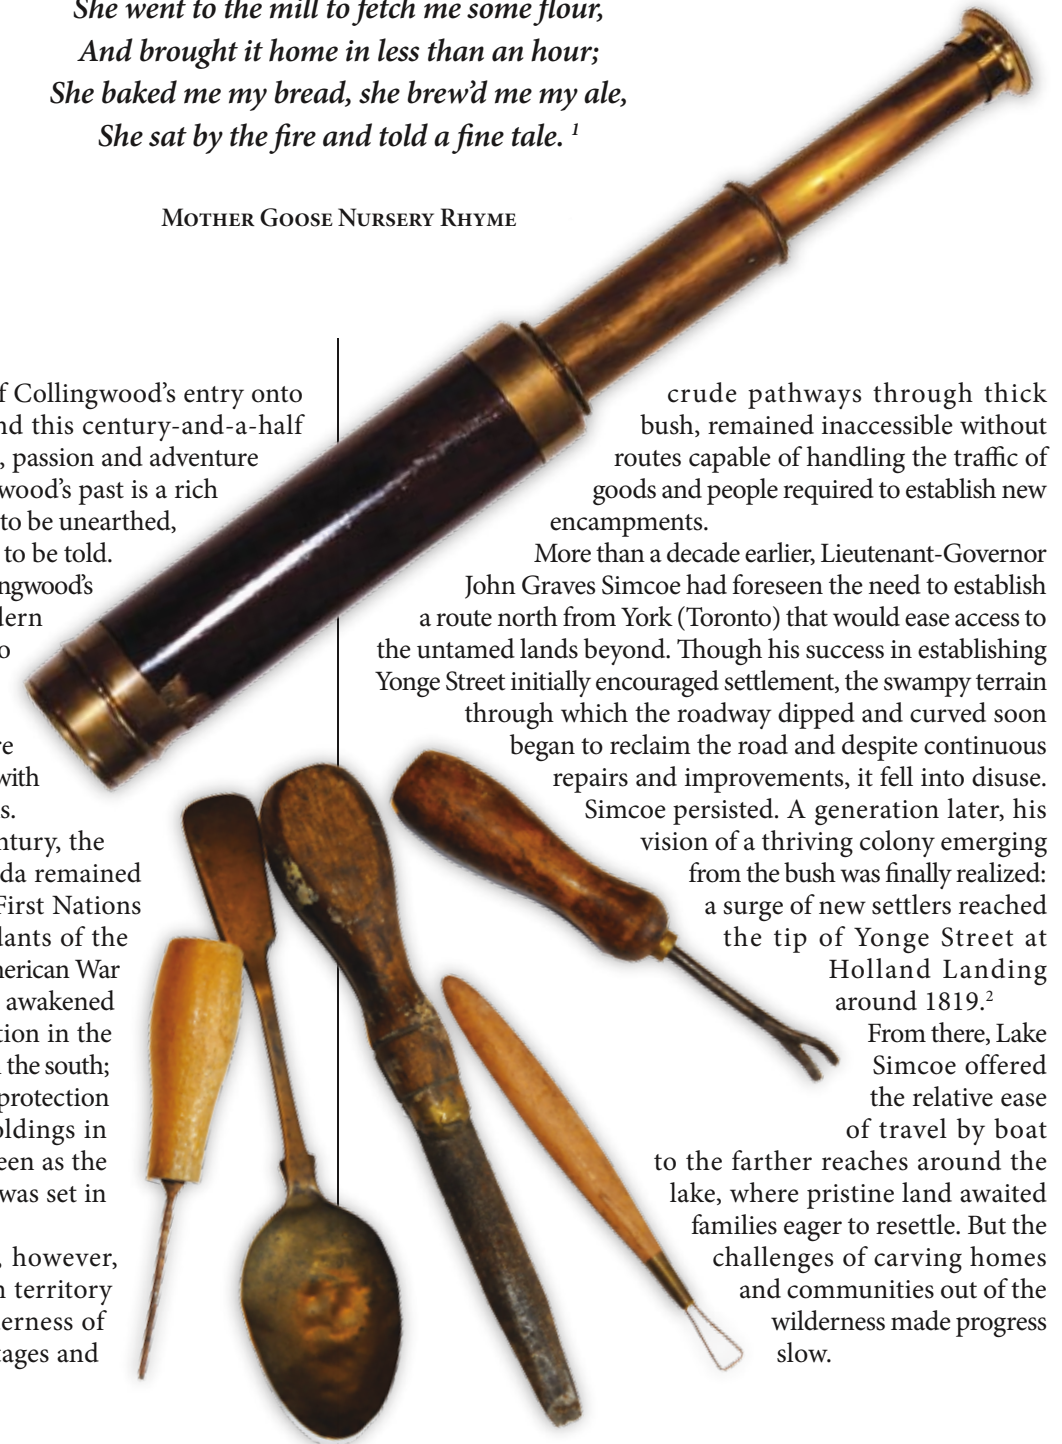 She went to the mill to fetch me some flour,
And brought it home in less than an hour;
She baked me my bread, she brew'd me my ale,
She sat by the fire and told a fine tale. 1
Mother Goose Nursery Rhyme
f Collingwood's entry onto
nd this century-and-a-half
, passion and adventure
wood's past is a rich
to be unearthed,
to be told.
ngwood's
lern
o
re
with
s.
ntury, the
da remained
First Nations
lants of the
merican War
awakened
tion in the
the south;
protection
oldings in
een as the
was set in
, however,
n territory
erness of
tages and
crude pathways through thick
bush, remained inaccessible without
routes capable of handling the traffic of
goods and people required to establish new
encampments.
More than a decade earlier, Lieutenant-Governor
John Graves Simcoe had foreseen the need to establish
a route north from York (Toronto) that would ease access to
the untamed lands beyond. Though his success in establishing
Yonge Street initially encouraged settlement, the swampy terrain
through which the roadway dipped and curved soon
began to reclaim the road and despite continuous
repairs and improvements, it fell into disuse.
Simcoe persisted. A generation later, his
vision of a thriving colony emerging
from the bush was finally realized:
a surge of new settlers reached
the tip of Yonge Street at
Holland Landing
around 1819.2
From there, Lake
Simcoe offered
the relative ease
of travel by boat
to the farther reaches around the
lake, where pristine land awaited
families eager to resettle. But the
challenges of carving homes
and communities out of the
wilderness made progress
slow.